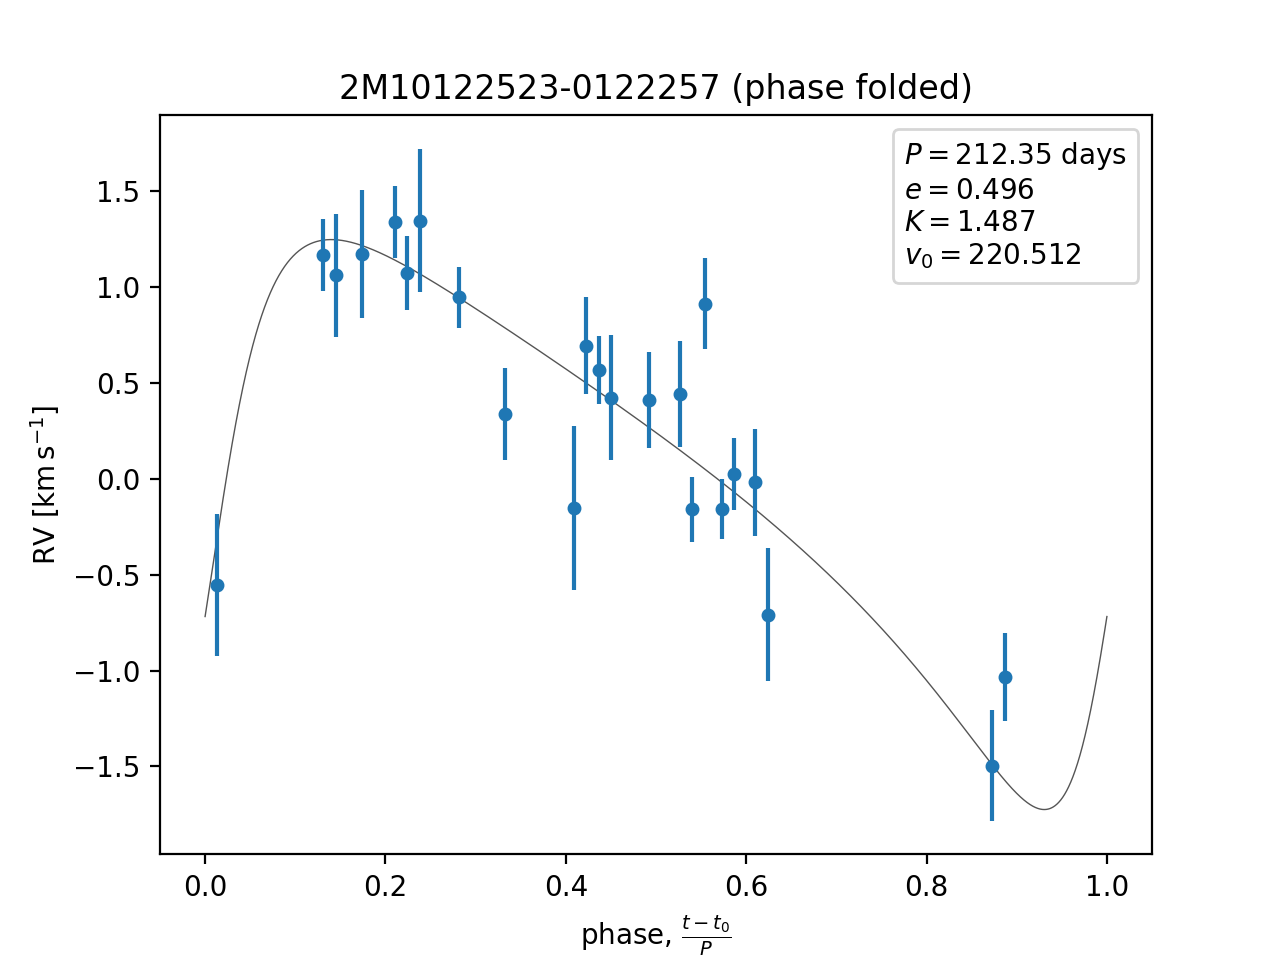 2M10122523-0122257 (phase folded)
P = 212.35 days
e = 0.496
K = 1.487
v₀ = 220.512
RV [km s⁻¹]
1.5
1.0
0.5
0.0
−0.5
−1.0
−1.5
0.0 0.2 0.4 0.6 0.8 1.0
phase, (t − t₀)/P